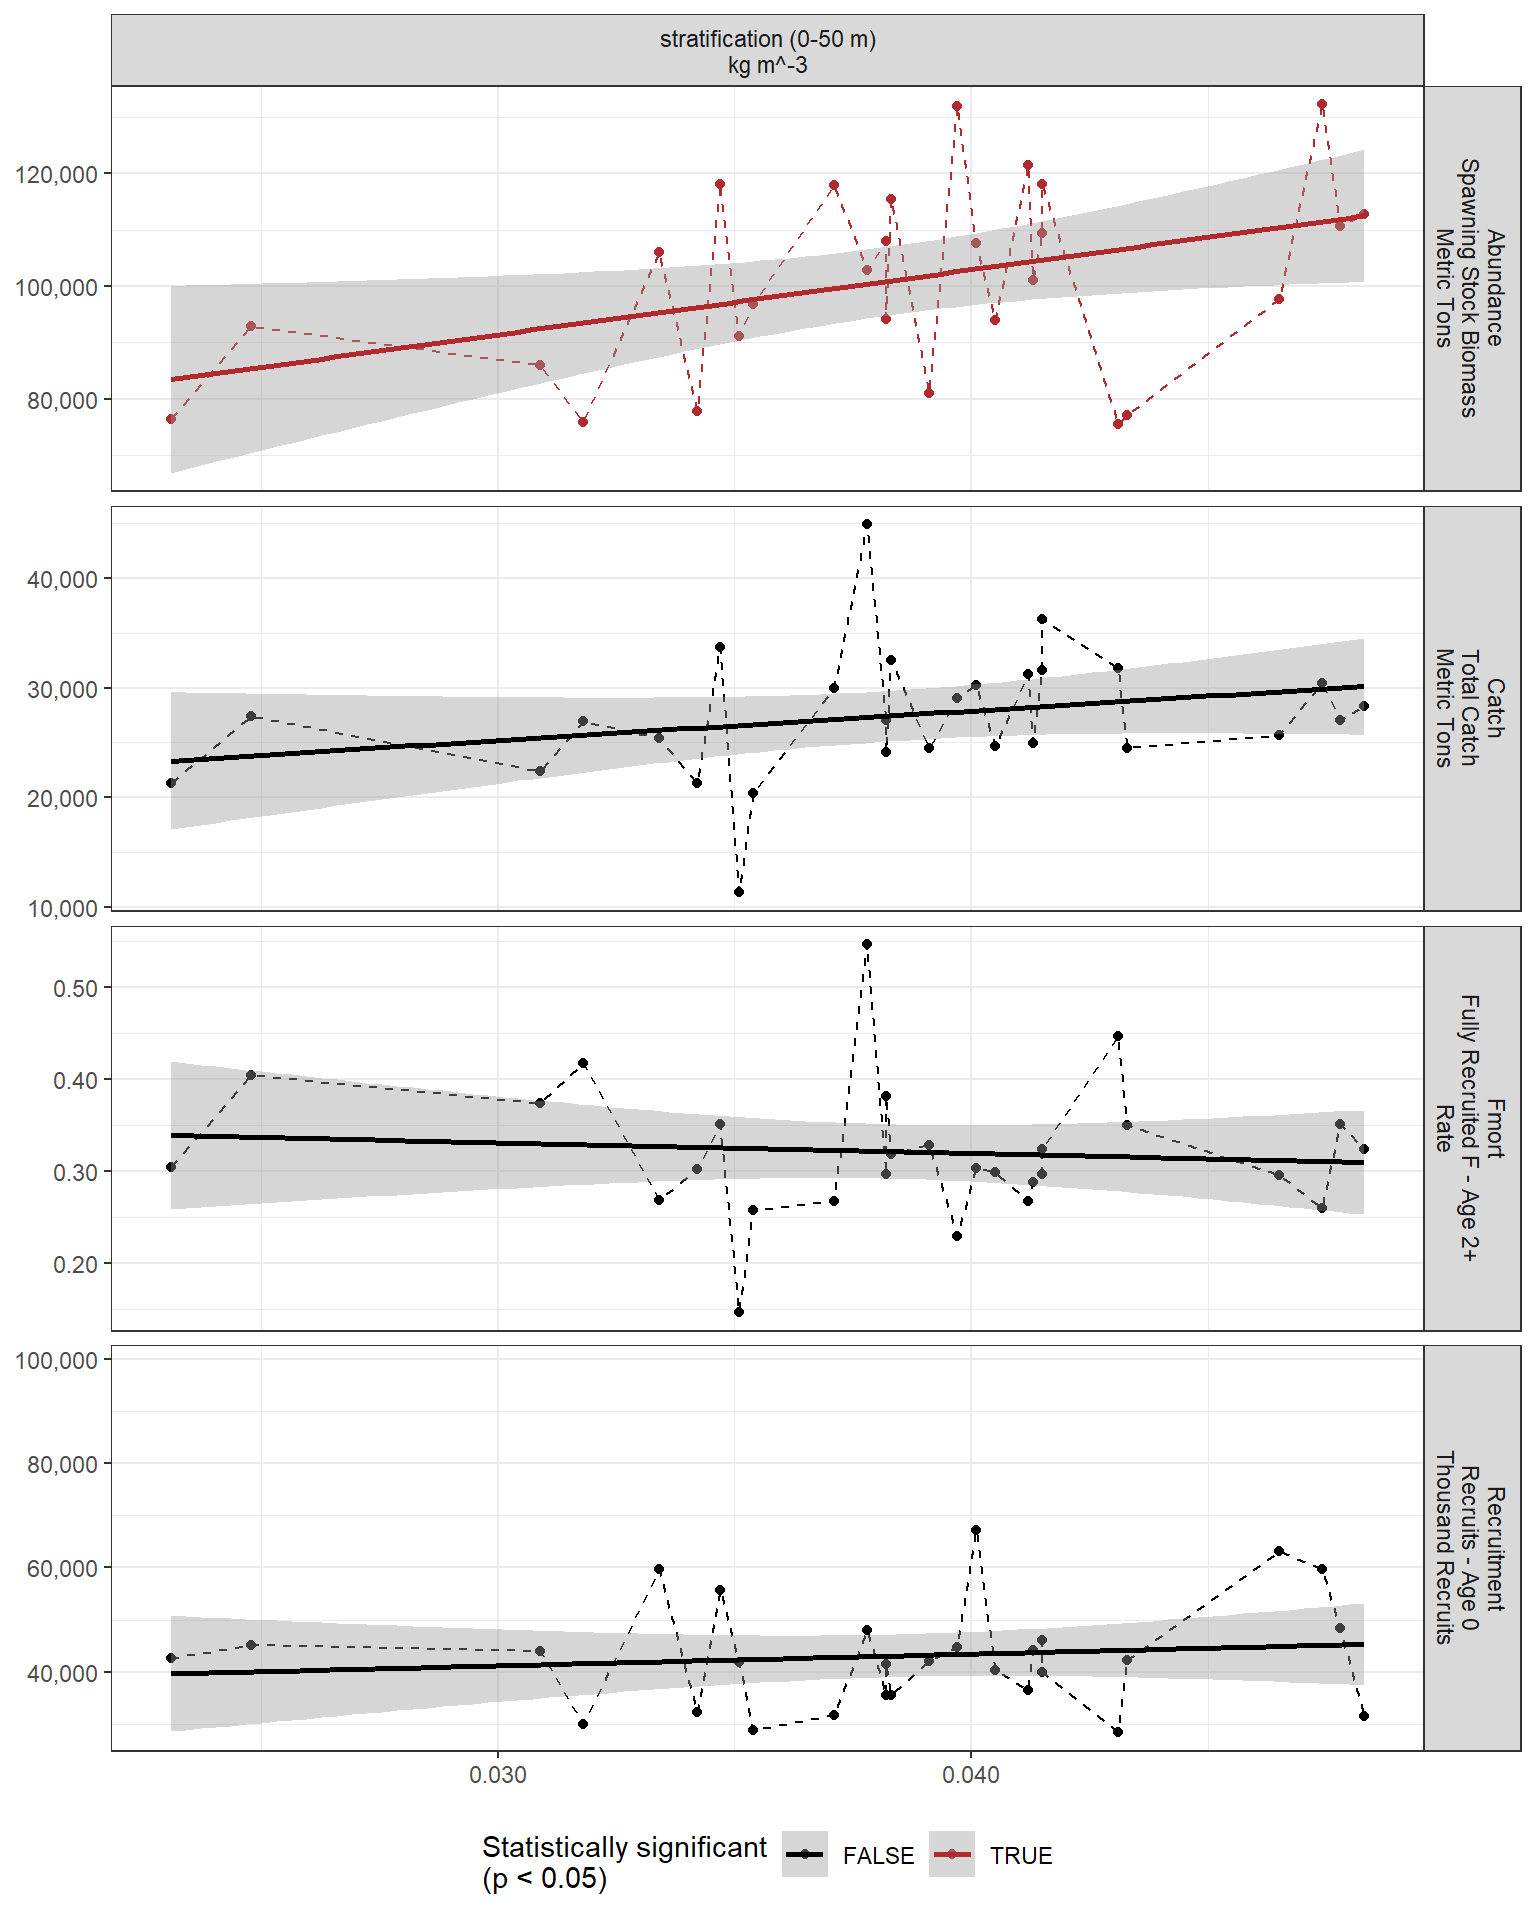 stratification (0-50 m)
kg m^-3
120,000
100,000
80,000
Abundance
Spawning Stock Biomass
Metric Tons
40,000
30,000
20,000
10,000
Catch
Total Catch
Metric Tons
0.50
0.40
0.30
0.20
Fmort
Fully Recruited F - Age 2+
Rate
100,000
80,000
60,000
40,000
Recruitment
Recruits - Age 0
Thousand Recruits
0.030
0.040
Statistically significant
(p < 0.05)
FALSE
TRUE